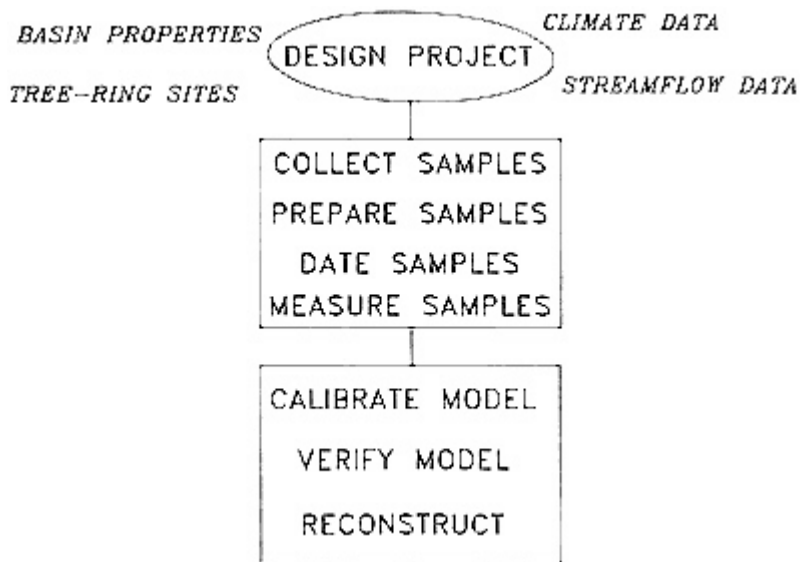 BASIN PROPERTIES
CLIMATE DATA
DESIGN PROJECT
TREE-RING SITES
STREAMFLOW DATA
COLLECT SAMPLES
PREPARE SAMPLES
DATE SAMPLES
MEASURE SAMPLES
CALIBRATE MODEL
VERIFY MODEL
RECONSTRUCT